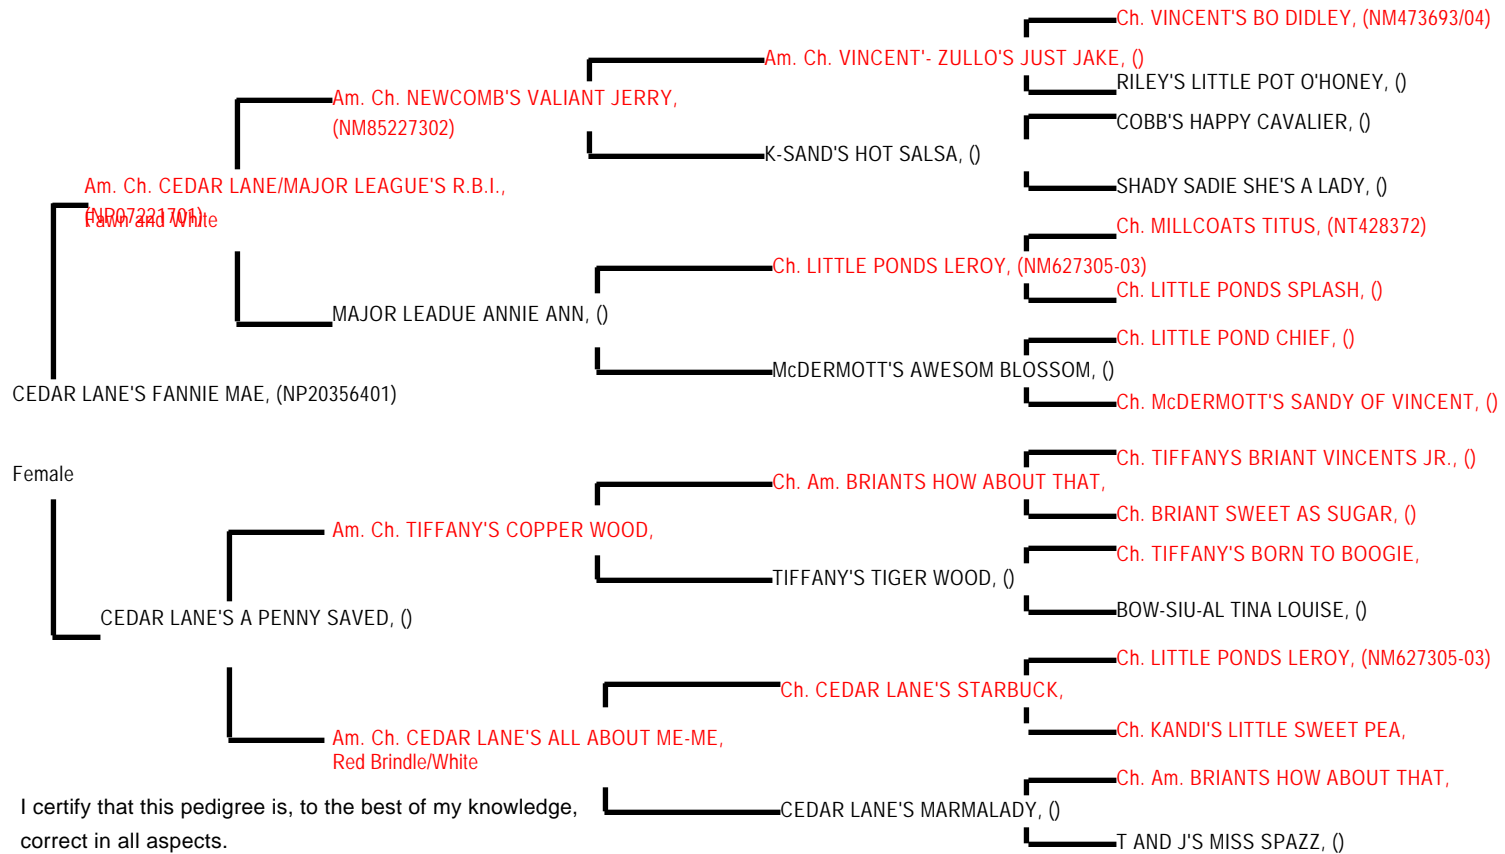 Ch. VINCENT'S BO DIDLEY, (NM473693/04)
Am. Ch. VINCENT'- ZULLO'S JUST JAKE, ()
RILEY'S LITTLE POT O'HONEY, ()
Am. Ch. NEWCOMB'S VALIANT JERRY,
(NM85227302)
COBB'S HAPPY CAVALIER, ()
K-SAND'S HOT SALSA, ()
SHADY SADIE SHE'S A LADY, ()
Am. Ch. CEDAR LANE/MAJOR LEAGUE'S R.B.I.,
(NP07221701)
Fawn and White
Ch. MILLCOATS TITUS, (NT428372)
Ch. LITTLE PONDS LEROY, (NM627305-03)
Ch. LITTLE PONDS SPLASH, ()
MAJOR LEADUE ANNIE ANN, ()
Ch. LITTLE POND CHIEF, ()
McDERMOTT'S AWESOM BLOSSOM, ()
Ch. McDERMOTT'S SANDY OF VINCENT, ()
CEDAR LANE'S FANNIE MAE, (NP20356401)
Female
Ch. TIFFANYS BRIANT VINCENTS JR., ()
Ch. Am. BRIANTS HOW ABOUT THAT,
Ch. BRIANT SWEET AS SUGAR, ()
Am. Ch. TIFFANY'S COPPER WOOD,
Ch. TIFFANY'S BORN TO BOOGIE,
TIFFANY'S TIGER WOOD, ()
BOW-SIU-AL TINA LOUISE, ()
CEDAR LANE'S A PENNY SAVED, ()
Ch. LITTLE PONDS LEROY, (NM627305-03)
Ch. CEDAR LANE'S STARBUCK,
Ch. KANDI'S LITTLE SWEET PEA,
Am. Ch. CEDAR LANE'S ALL ABOUT ME-ME,
Red Brindle/White
Ch. Am. BRIANTS HOW ABOUT THAT,
CEDAR LANE'S MARMALADY, ()
T AND J'S MISS SPAZZ, ()
I certify that this pedigree is, to the best of my knowledge,
correct in all aspects.